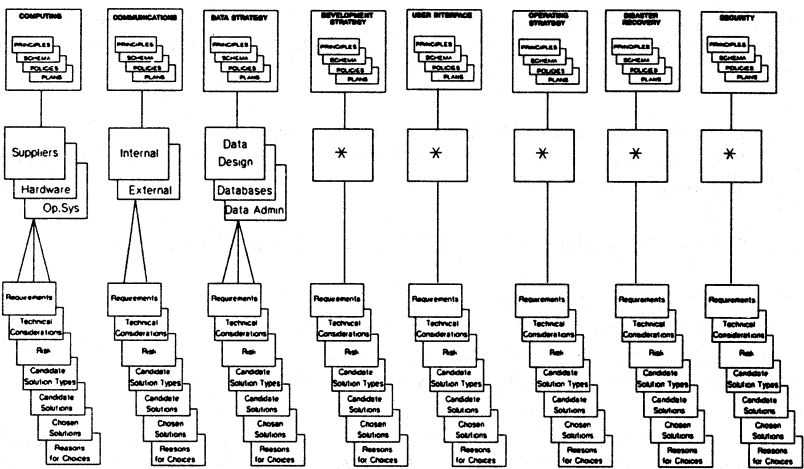 COMPUTING
PRINCIPLES
SCHEMA
POLICIES
PLANS
Suppliers
Hardware
Op.Sys
Requirements
Technical
Considerations
Risk
Candidate
Solution Types
Candidate
Solutions
Chosen
Solutions
Reasons
for Choices
COMMUNICATIONS
PRINCIPLES
SCHEMA
POLICIES
PLANS
Internal
External
Requirements
Technical
Considerations
Risk
Candidate
Solution Types
Candidate
Solutions
Chosen
Solutions
Reasons
for Choices
DATA STRATEGY
PRINCIPLES
SCHEMA
POLICIES
PLANS
Data
Design
Databases
Data Admin
Requirements
Technical
Considerations
Risk
Candidate
Solution Types
Candidate
Solutions
Chosen
Solutions
Reasons
for Choices
DEVELOPMENT
STRATEGY
PRINCIPLES
SCHEMA
POLICIES
PLANS
*
Requirements
Technical
Considerations
Risk
Candidate
Solution Types
Candidate
Solutions
Chosen
Solutions
Reasons
for Choices
USER INTERFACE
PRINCIPLES
SCHEMA
POLICIES
PLANS
*
Requirements
Technical
Considerations
Risk
Candidate
Solution Types
Candidate
Solutions
Chosen
Solutions
Reasons
for Choices
OPERATING
STRATEGY
PRINCIPLES
SCHEMA
POLICIES
PLANS
*
Requirements
Technical
Considerations
Risk
Candidate
Solution Types
Candidate
Solutions
Chosen
Solutions
Reasons
for Choices
DISASTER
RECOVERY
PRINCIPLES
SCHEMA
POLICIES
PLANS
*
Requirements
Technical
Considerations
Risk
Candidate
Solution Types
Candidate
Solutions
Chosen
Solutions
Reasons
for Choices
SECURITY
PRINCIPLES
SCHEMA
POLICIES
PLANS
*
Requirements
Technical
Considerations
Risk
Candidate
Solution Types
Candidate
Solutions
Chosen
Solutions
Reasons
for Choices